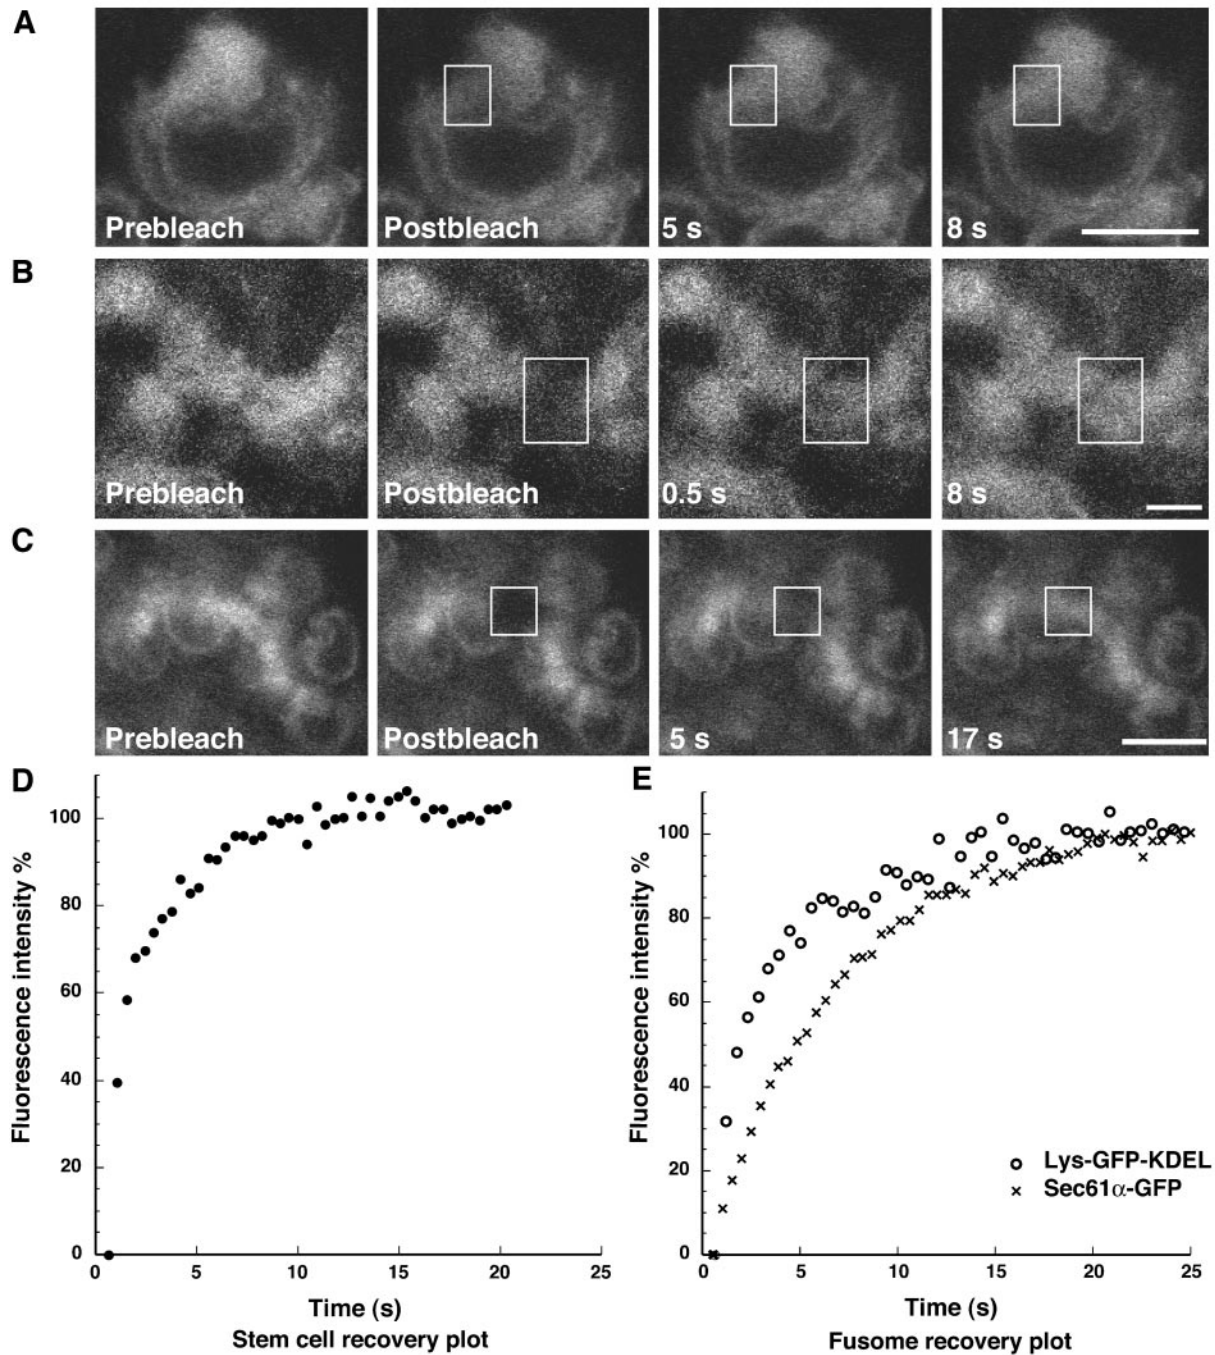 A
Prebleach
Postbleach
5 s
8 s
B
Prebleach
Postbleach
0.5 s
8 s
C
Prebleach
Postbleach
5 s
17 s
D
100
80
60
40
20
0
Fluorescence intensity %
0 5 10 15 20 25
Time (s)
Stem cell recovery plot
E
100
80
60
40
20
0
Fluorescence intensity %
Lys-GFP-KDEL
Sec61α-GFP
0 5 10 15 20 25
Time (s)
Fusome recovery plot